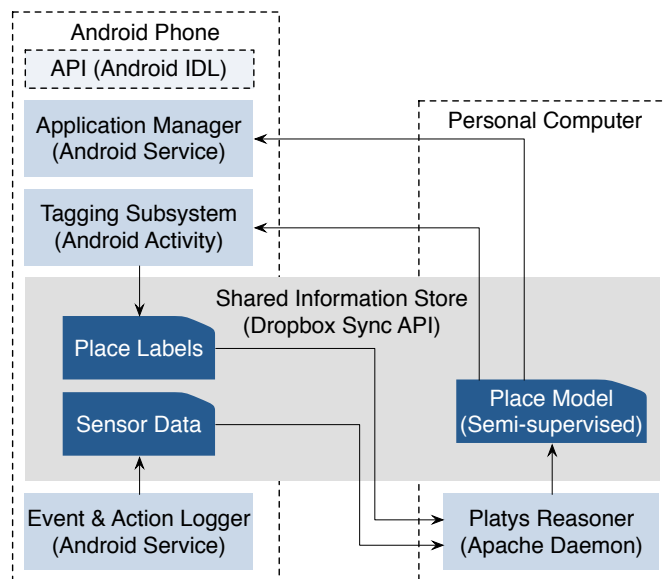 Android Phone
API (Android IDL)
Application Manager
(Android Service)
Personal Computer
Tagging Subsystem
(Android Activity)
Shared Information Store
(Dropbox Sync API)
Place Labels
Sensor Data
Place Model
(Semi-supervised)
Event & Action Logger
(Android Service)
Platys Reasoner
(Apache Daemon)